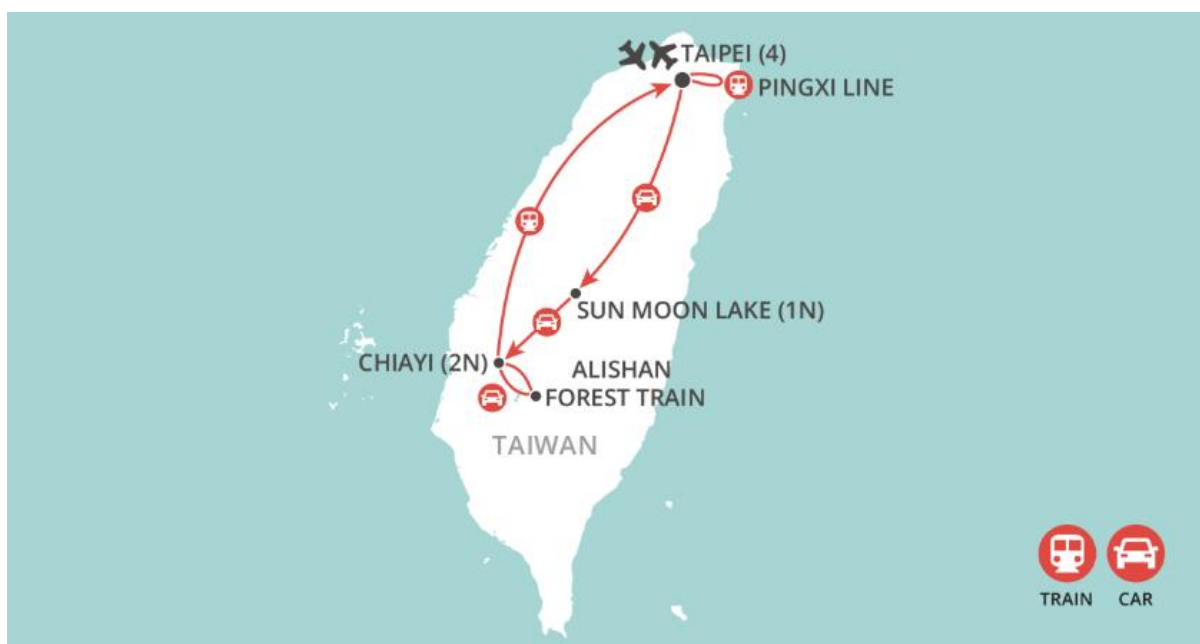 TAIPEI (4)
PINGXI LINE
SUN MOON LAKE (1N)
CHIAYI (2N)
ALISHAN
FOREST TRAIN
TAIWAN
TRAIN
CAR